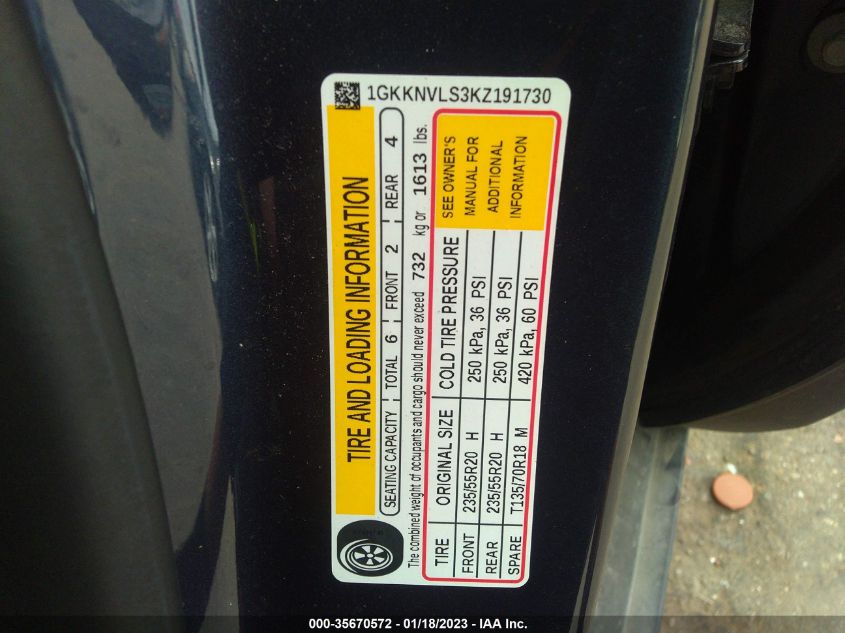 1GKKNVLS3KZ191730
TIRE AND LOADING INFORMATION
SEATING CAPACITY TOTAL 6 FRONT 2 REAR 4
The combined weight of occupants and cargo should never exceed 732 kg or 1613 lbs.
TIRE ORIGINAL SIZE COLD TIRE PRESSURE
FRONT 235/55R20 H 250 kPa, 36 PSI
REAR 235/55R20 H 250 kPa, 36 PSI
SPARE T135/70R18 M 420 kPa, 60 PSI
SEE OWNER'S
MANUAL FOR
ADDITIONAL
INFORMATION
000-35670572 / 01/18/2023 - IAA Inc.